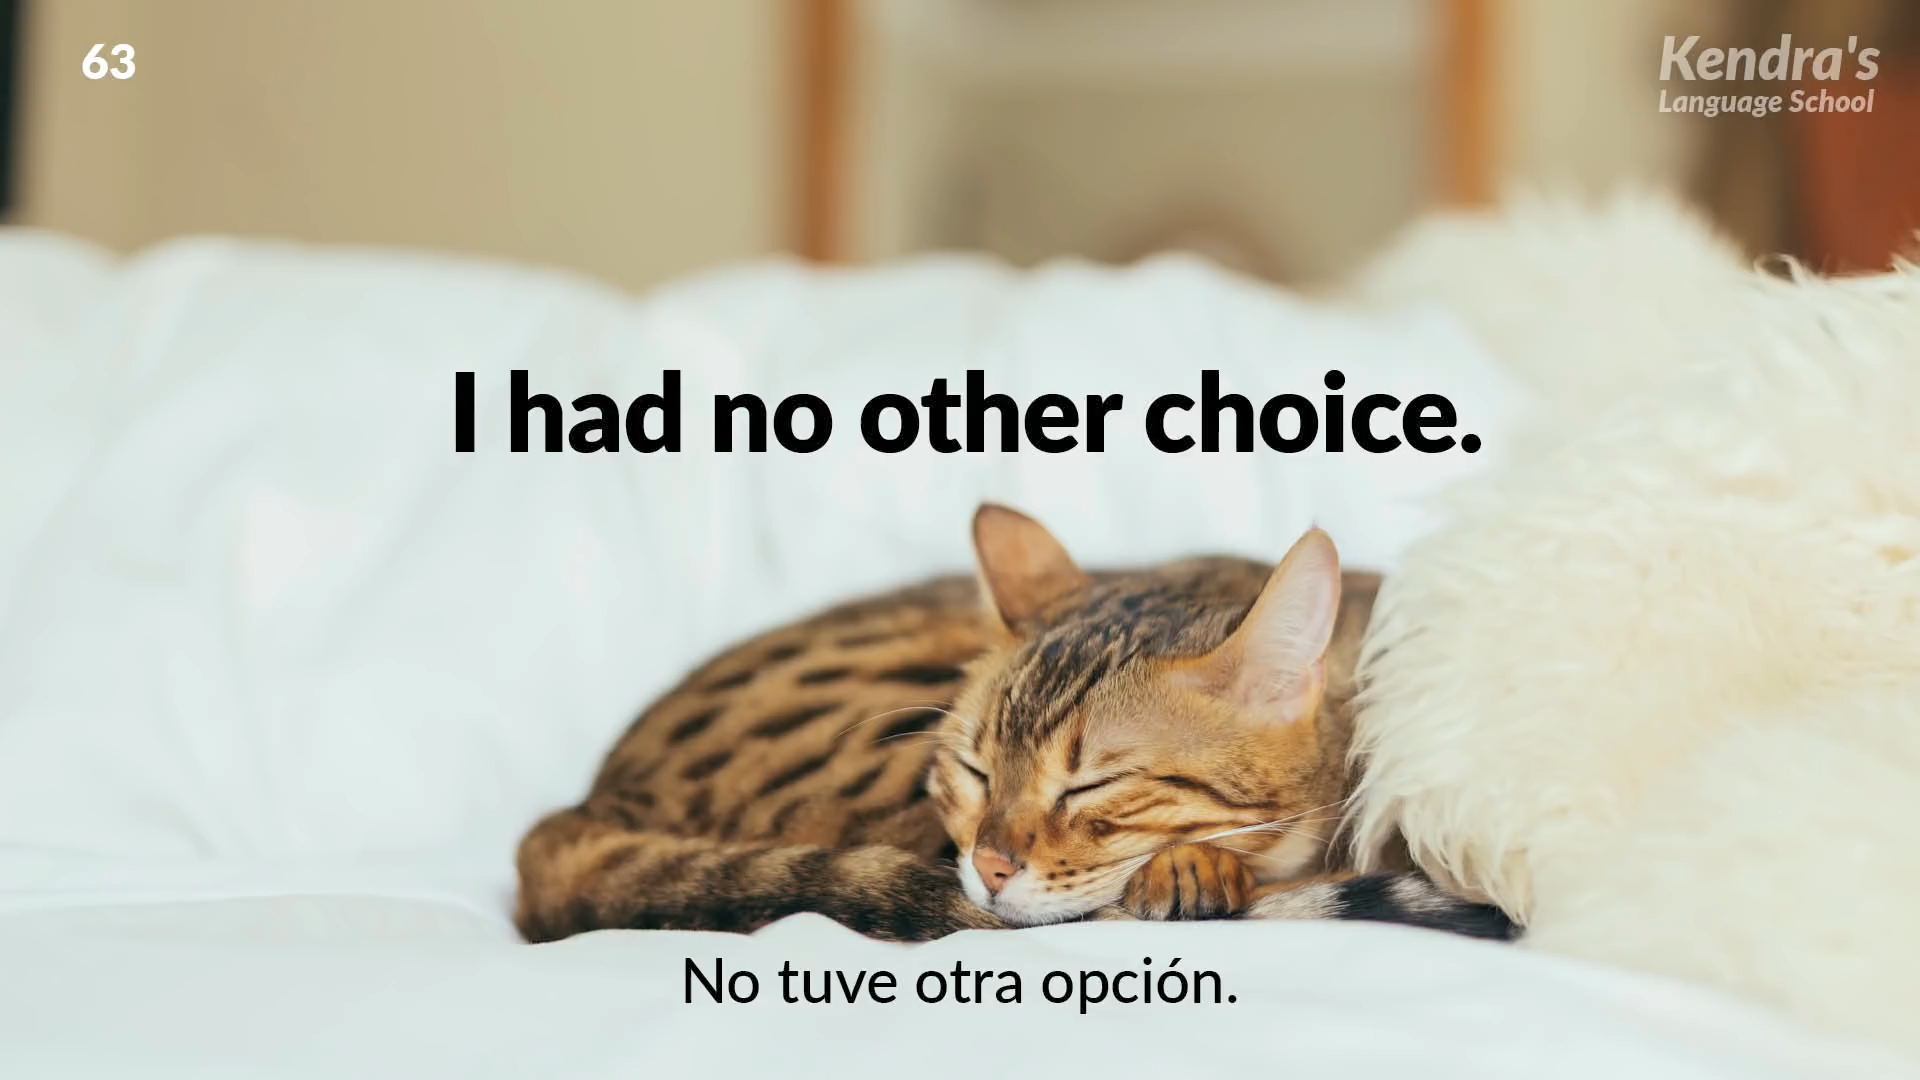 63
Kendra's
Language School
I had no other choice.
No tuve otra opción.